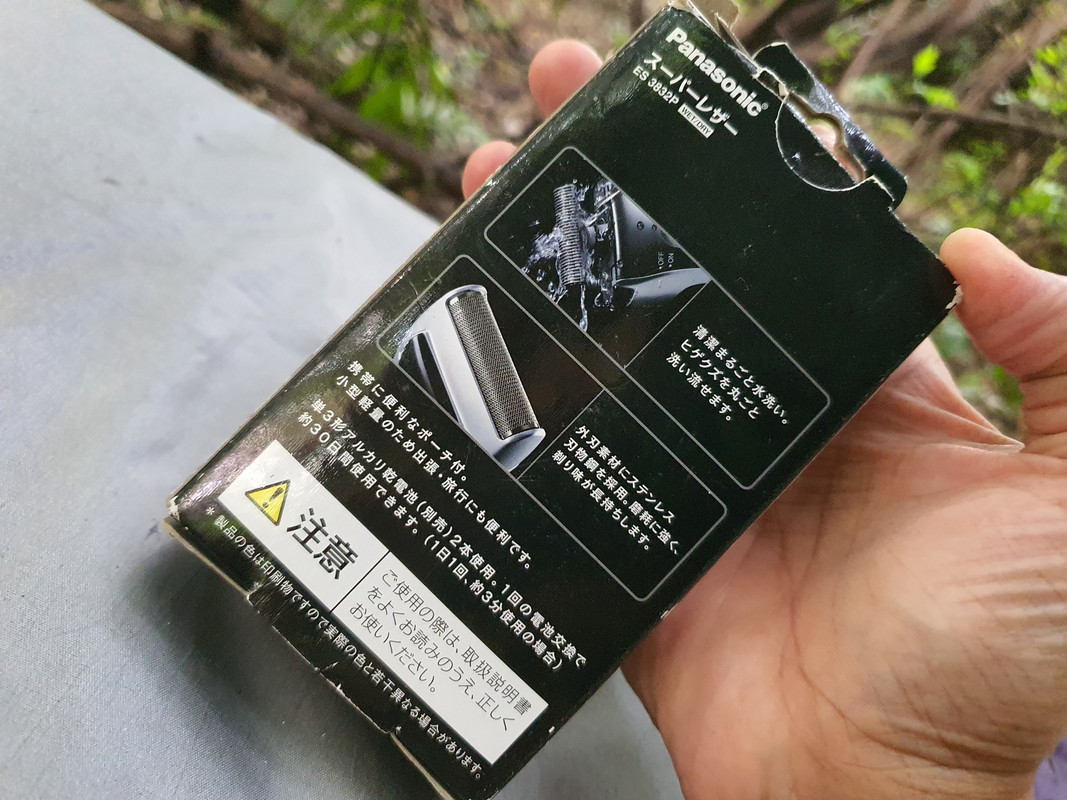 Panasonic®
スーパーレザー
ES3832P WET/DRY
OFF
ON
清潔まるごと水洗い。
ヒゲクズを丸ごと
洗い流せます。
外刃素材にステンレス
刃物鋼を採用。磨耗に強く、
剃り味が長持ちします。
携帯に便利なポーチ付。
小型軽量のため出張・旅行にも便利です。
単3形アルカリ乾電池(別売)2本使用。1回の電池交換で
約30日間使用できます。(1日1回、約3分使用の場合)
注意
ご使用の際は、取扱説明書
をよくお読みのうえ、正しく
お使いください。
*製品の色は印刷物ですので実際の色と若干異なる場合があります。